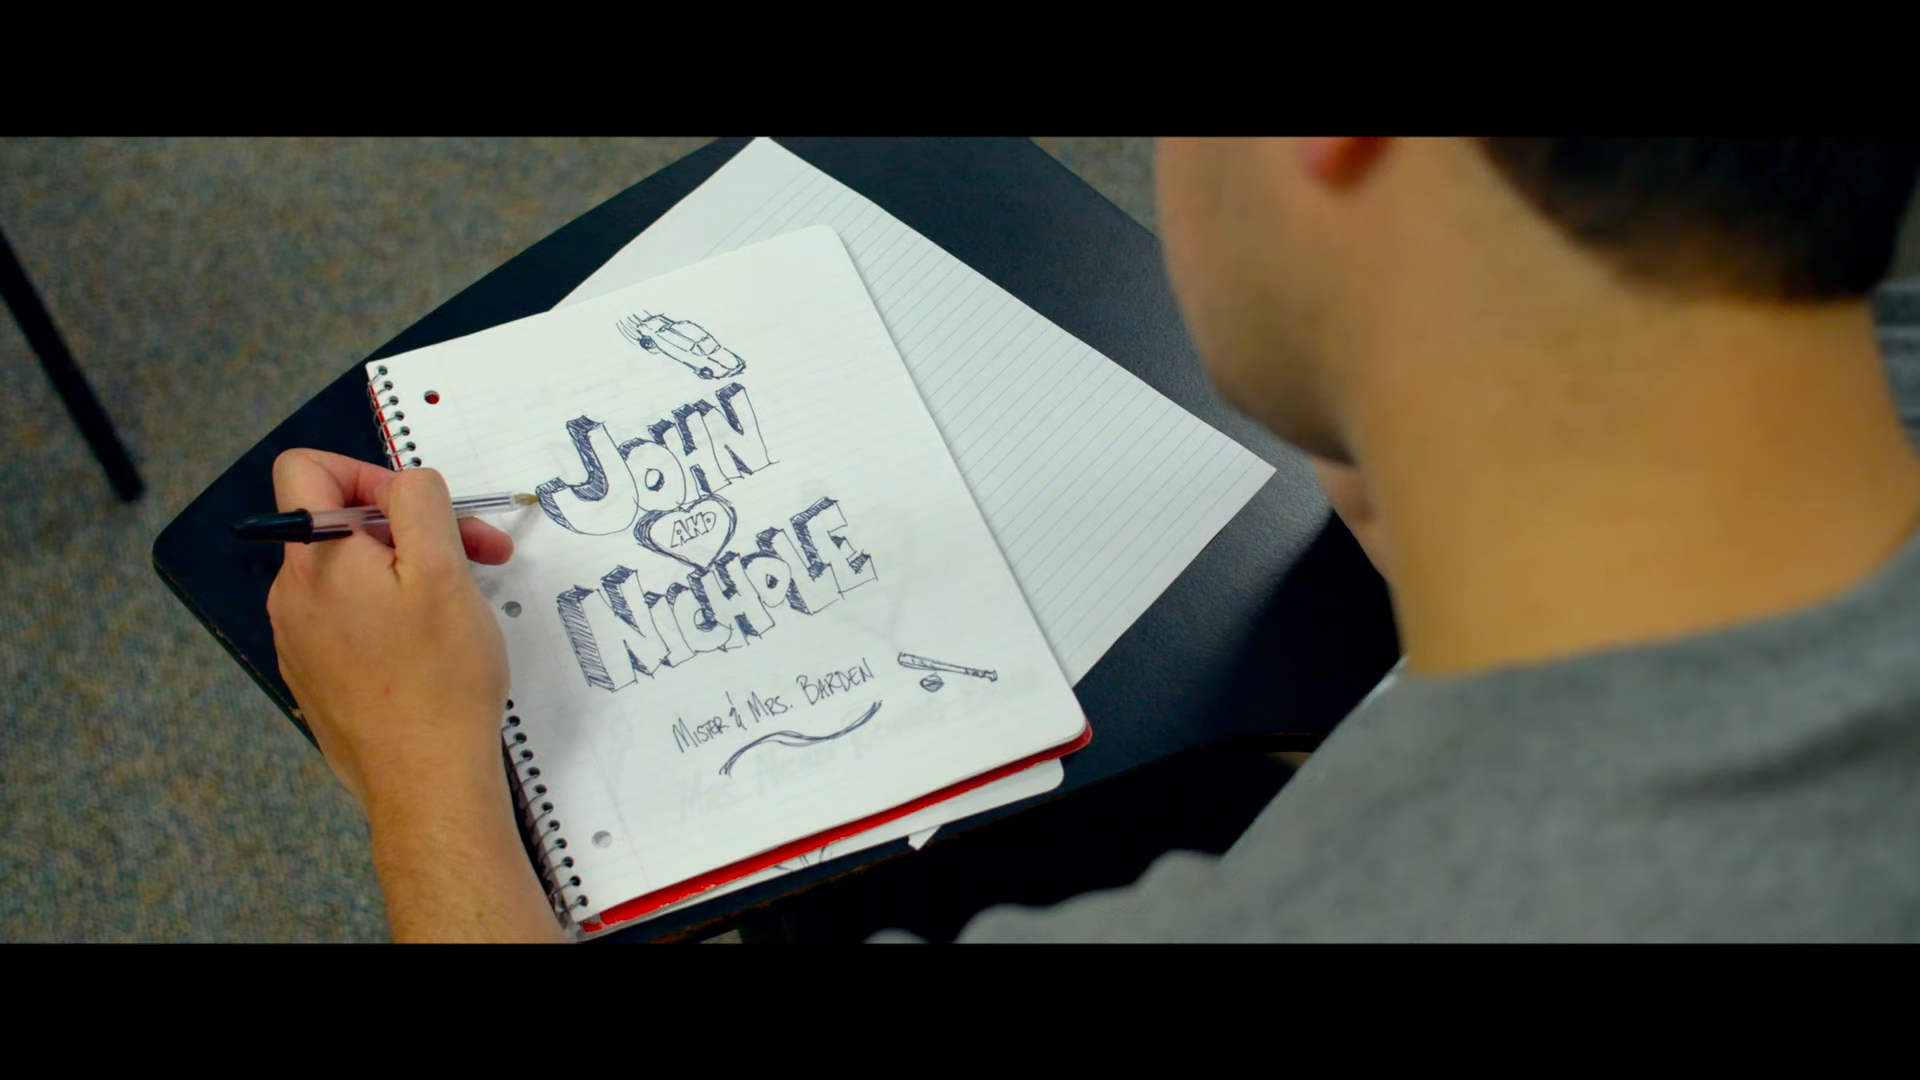 JOHN
AND
NICHOLE
MISTER & MRS. BARDEN